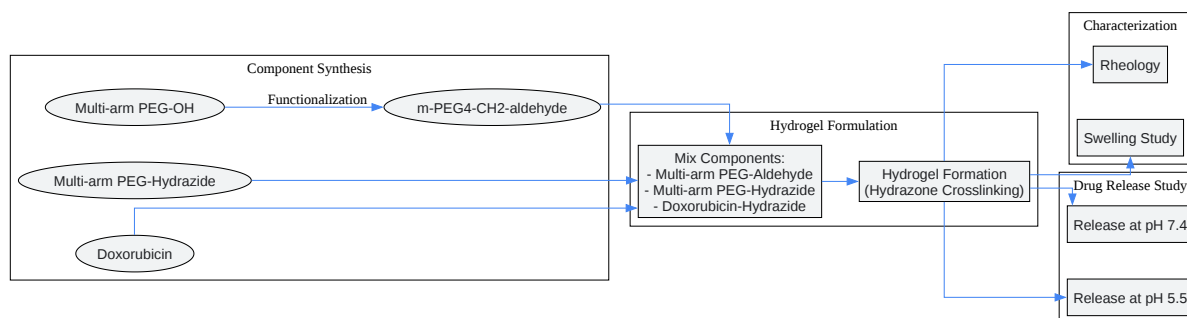 Component Synthesis
Multi-arm PEG-OH
Functionalization
m-PEG4-CH2-aldehyde
Multi-arm PEG-Hydrazide
Doxorubicin
Hydrogel Formulation
Mix Components:
- Multi-arm PEG-Aldehyde
- Multi-arm PEG-Hydrazide
- Doxorubicin-Hydrazide
Hydrogel Formation
(Hydrazone Crosslinking)
Characterization
Rheology
Swelling Study
Drug Release Study
Release at pH 7.4
Release at pH 5.5